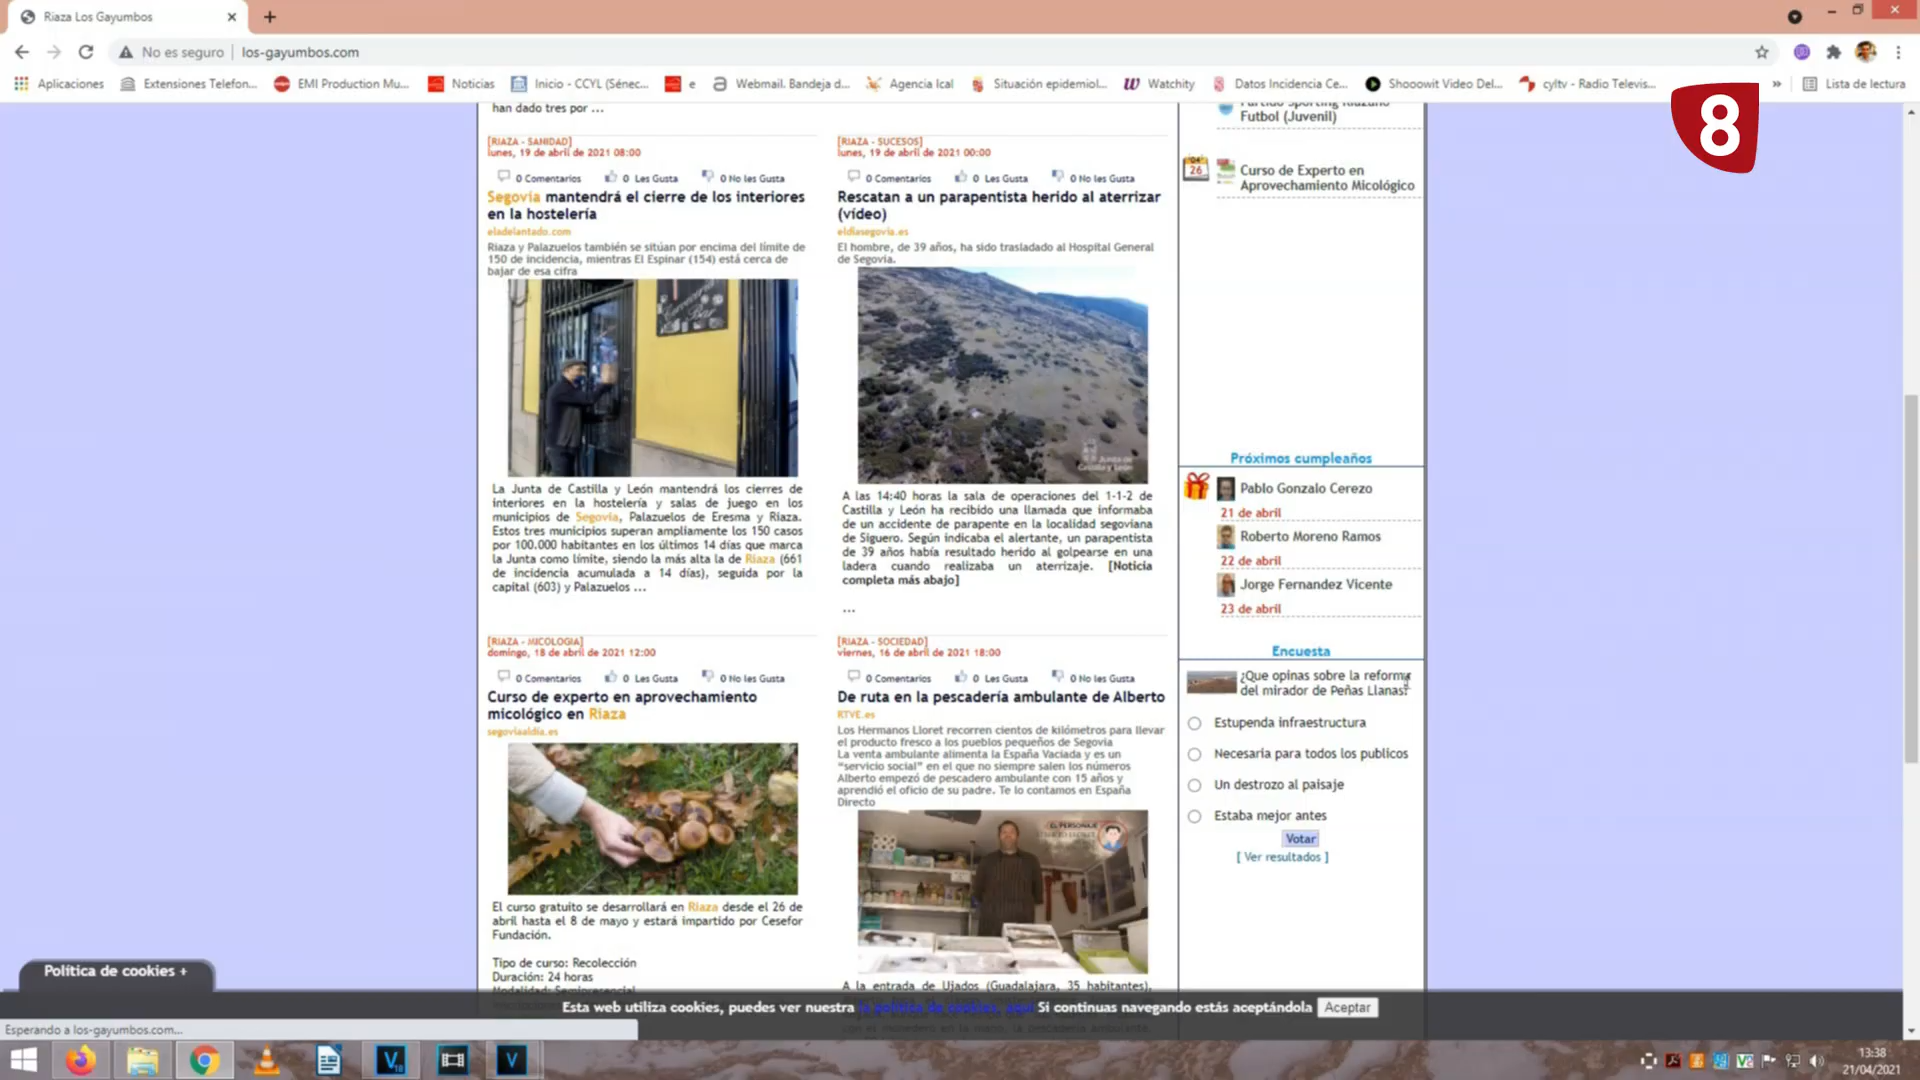 Riaza Los Gayumbos
No es seguro | los-gayumbos.com
Aplicaciones
Extensiones Telefon...
EMI Production Mu...
Noticias
Inicio - CCYL (Sénec...
e
Webmail. Bandeja d...
Agencia Ical
Situación epidemiol...
Watchity
Datos Incidencia Ce...
Shooowit Video Del...
cyltv - Radio Televis...
»
Lista de lectura
8
han dado tres por ...
[RIAZA - SANIDAD]
lunes, 19 de abril de 2021 08:00
0 Comentarios 0 Les Gusta 0 No les Gusta
Segovia mantendrá el cierre de los interiores
en la hostelería
eladelantado.com
Riaza y Palazuelos también se sitúan por encima del límite de
150 de incidencia, mientras El Espinar (154) está cerca de
bajar de esa cifra
La Junta de Castilla y León mantendrá los cierres de
interiores en la hostelería y salas de juego en los
municipios de Segovia, Palazuelos de Eresma y Riaza.
Estos tres municipios superan ampliamente los 150 casos
por 100.000 habitantes en los últimos 14 días que marca
la Junta como límite, siendo la más alta la de Riaza (661
de incidencia acumulada a 14 días), seguida por la
capital (603) y Palazuelos ...
[RIAZA - SUCESOS]
lunes, 19 de abril de 2021 00:00
0 Comentarios 0 Les Gusta 0 No les Gusta
Rescatan a un parapentista herido al aterrizar
(vídeo)
eldiasegovia.es
El hombre, de 39 años, ha sido trasladado al Hospital General
de Segovia.
Junta de
Castilla y León
A las 14:40 horas la sala de operaciones del 1-1-2 de
Castilla y León ha recibido una llamada que informaba
de un accidente de parapente en la localidad segoviana
de Siguero. Según indicaba el alertante, un parapentista
de 39 años había resultado herido al golpearse en una
ladera cuando realizaba un aterrizaje. [Noticia
completa más abajo]
...
[RIAZA - MICOLOGIA]
domingo, 18 de abril de 2021 12:00
0 Comentarios 0 Les Gusta 0 No les Gusta
Curso de experto en aprovechamiento
micológico en Riaza
segoviaaldia.es
El curso gratuito se desarrollará en Riaza desde el 26 de
abril hasta el 8 de mayo y estará impartido por Cesefor
Fundación.
Tipo de curso: Recolección
Duración: 24 horas
Modalidad: Semipresencial
[RIAZA - SOCIEDAD]
viernes, 16 de abril de 2021 18:00
0 Comentarios 0 Les Gusta 0 No les Gusta
De ruta en la pescadería ambulante de Alberto
RTVE.es
Los Hermanos Lloret recorren cientos de kilómetros para llevar
el producto fresco a los pueblos pequeños de Segovia
La venta ambulante alimenta la España Vaciada y es un
"servicio social" en el que no siempre salen los números
Alberto empezó de pescadero ambulante con 15 años y
aprendió el oficio de su padre. Te lo contamos en España
Directo
EL PERSONAJE
A la entrada de Ujados (Guadalajara, 35 habitantes),
Partido Sporting Riazano
Futbol (Juvenil)
26
Curso de Experto en
Aprovechamiento Micológico
Próximos cumpleaños
Pablo Gonzalo Cerezo
21 de abril
Roberto Moreno Ramos
22 de abril
Jorge Fernandez Vicente
23 de abril
Encuesta
¿Que opinas sobre la reforma
del mirador de Peñas Llanas?
Estupenda infraestructura
Necesaria para todos los publicos
Un destrozo al paisaje
Estaba mejor antes
Votar
[ Ver resultados ]
Política de cookies +
Esta web utiliza cookies, puedes ver nuestra la política de cookies, aquí Si continuas navegando estás aceptándola Aceptar
Esperando a los-gayumbos.com...
13:38
21/04/2021